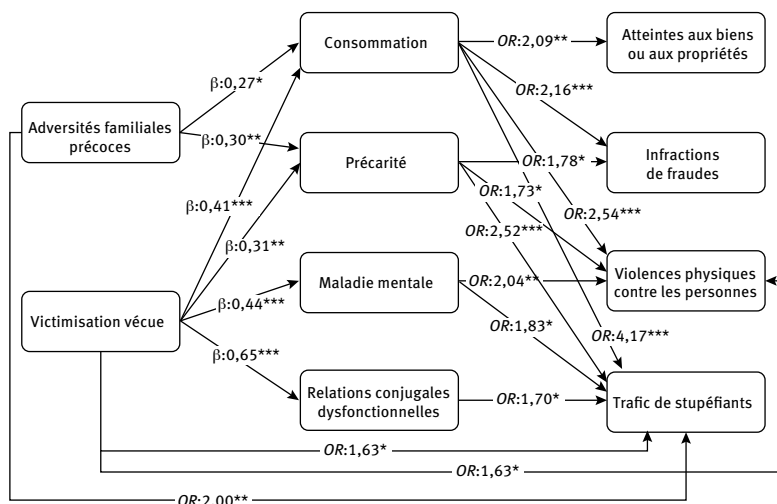 Consommation
OR:2,09**
Atteintes aux biens
ou aux propriétés
β:0,27*
OR:2,16***
Adversités familiales
précoces
β:0,30**
Précarité
OR:1,78*
Infractions
de fraudes
OR:1,73*
β:0,41***
OR:2,54***
OR:2,52***
β:0,31**
Maladie mentale
OR:2,04**
Violences physiques
contre les personnes
β:0,44***
Victimisation vécue
OR:1,83*
OR:4,17***
β:0,65***
Relations conjugales
dysfonctionnelles
OR:1,70*
Trafic de stupéfiants
OR:1,63*
OR:1,63*
OR:2,00**